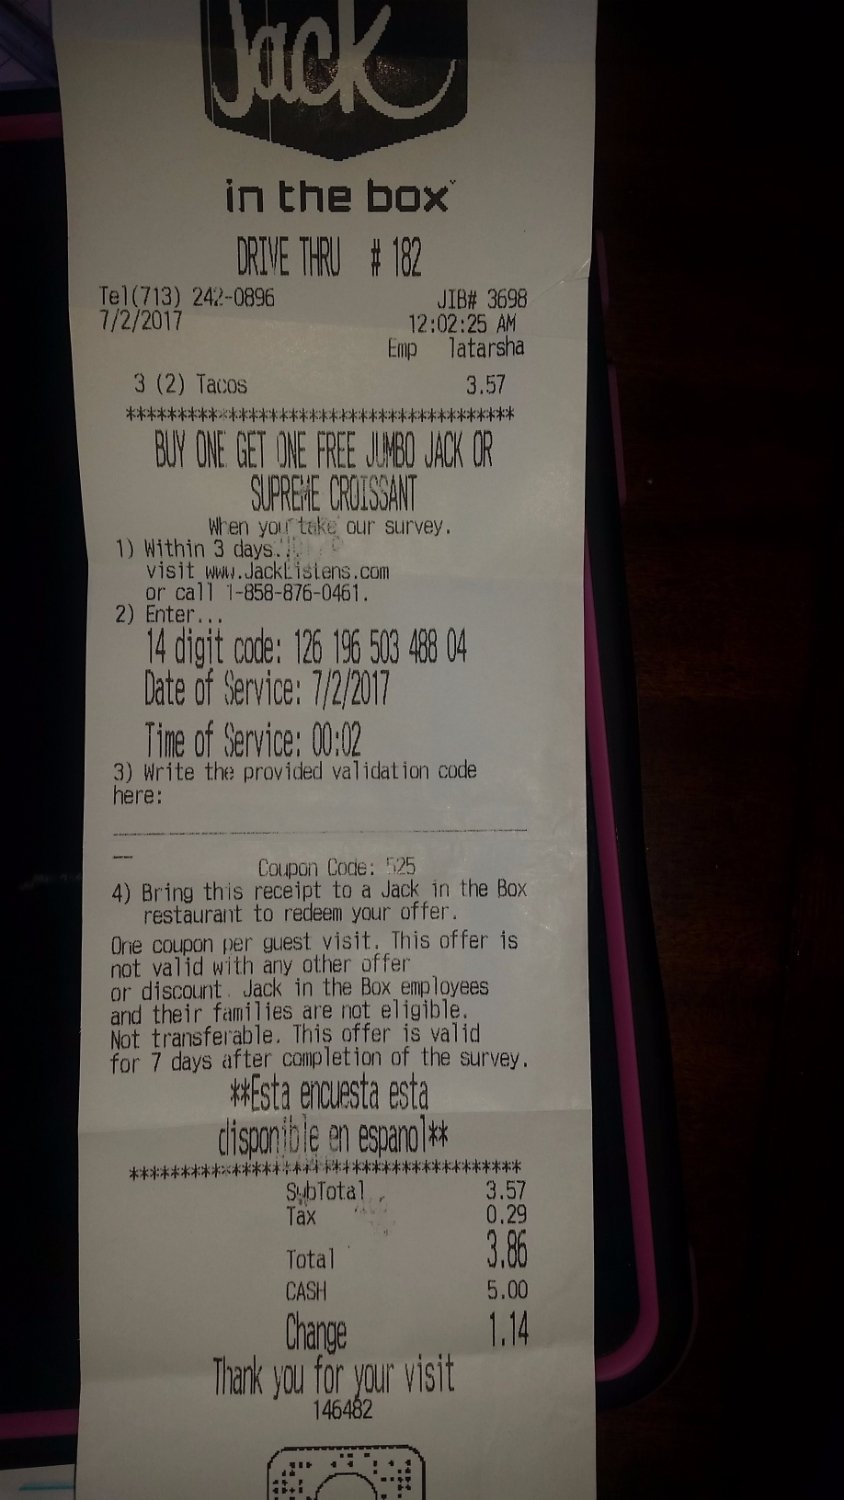 Jack
in the box
DRIVE THRU # 182
Tel(713) 242-0896 JIB# 3698
7/2/2017 12:02:25 AM
Emp latarsha
3 (2) Tacos 3.57
****************************************
BUY ONE GET ONE FREE JUMBO JACK OR
SUPREME CROISSANT
When you take our survey.
1) Within 3 days...
visit www.JackListens.com
or call 1-858-876-0461.
2) Enter...
14 digit code: 126 196 503 488 04
Date of Service: 7/2/2017
Time of Service: 00:02
3) Write the provided validation code
here:
Coupon Code: 525
4) Bring this receipt to a Jack in the Box
restaurant to redeem your offer.
One coupon per guest visit. This offer is
not valid with any other offer
or discount. Jack in the Box employees
and their families are not eligible.
Not transferable. This offer is valid
for 7 days after completion of the survey.
**Esta encuesta esta
disponible en espanol**
****************************************
SubTotal 3.57
Tax 0.29
Total 3.86
CASH 5.00
Change 1.14
Thank you for your visit
146482